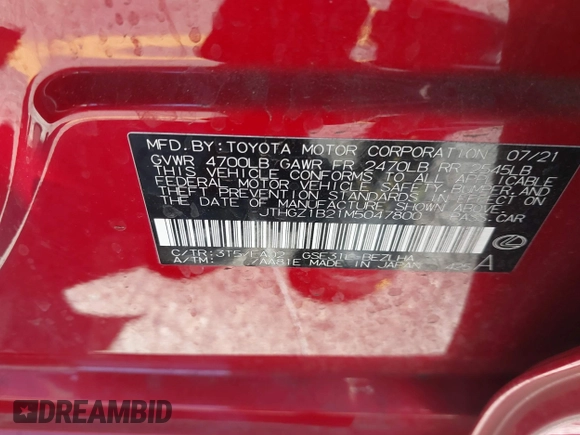 MFD. BY: TOYOTA MOTOR CORPORATION 07/21
GVWR 4700LB GAWR FR 2470LB RR 2545LB
THIS VEHICLE CONFORMS TO ALL APPLICABLE
FEDERAL MOTOR VEHICLE SAFETY, BUMPER, AND
THEFT PREVENTION STANDARDS IN EFFECT ON
THE DATE OF MANUFACTURE SHOWN ABOVE.
JTHGZ1B21M5047800 PASS. CAR
C/TR: 3T5/EA02 GSE31L-BEZLHA
A/TM: /AA81E MADE IN JAPAN A
DREAMBID